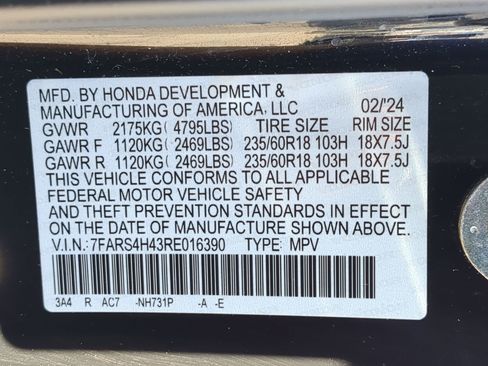 MFD. BY HONDA DEVELOPMENT &
MANUFACTURING OF AMERICA, LLC 02/'24
GVWR 2175KG( 4795LBS) TIRE SIZE RIM SIZE
GAWR F 1120KG( 2469LBS) 235/60R18 103H 18X7.5J
GAWR R 1120KG( 2469LBS) 235/60R18 103H 18X7.5J
THIS VEHICLE CONFORMS TO ALL APPLICABLE
FEDERAL MOTOR VEHICLE SAFETY
AND THEFT PREVENTION STANDARDS IN EFFECT
ON THE DATE OF MANUFACTURE SHOWN ABOVE.
V.I.N.:7FARS4H43RE016390 TYPE: MPV
3A4 R AC7 -NH731P -A -E